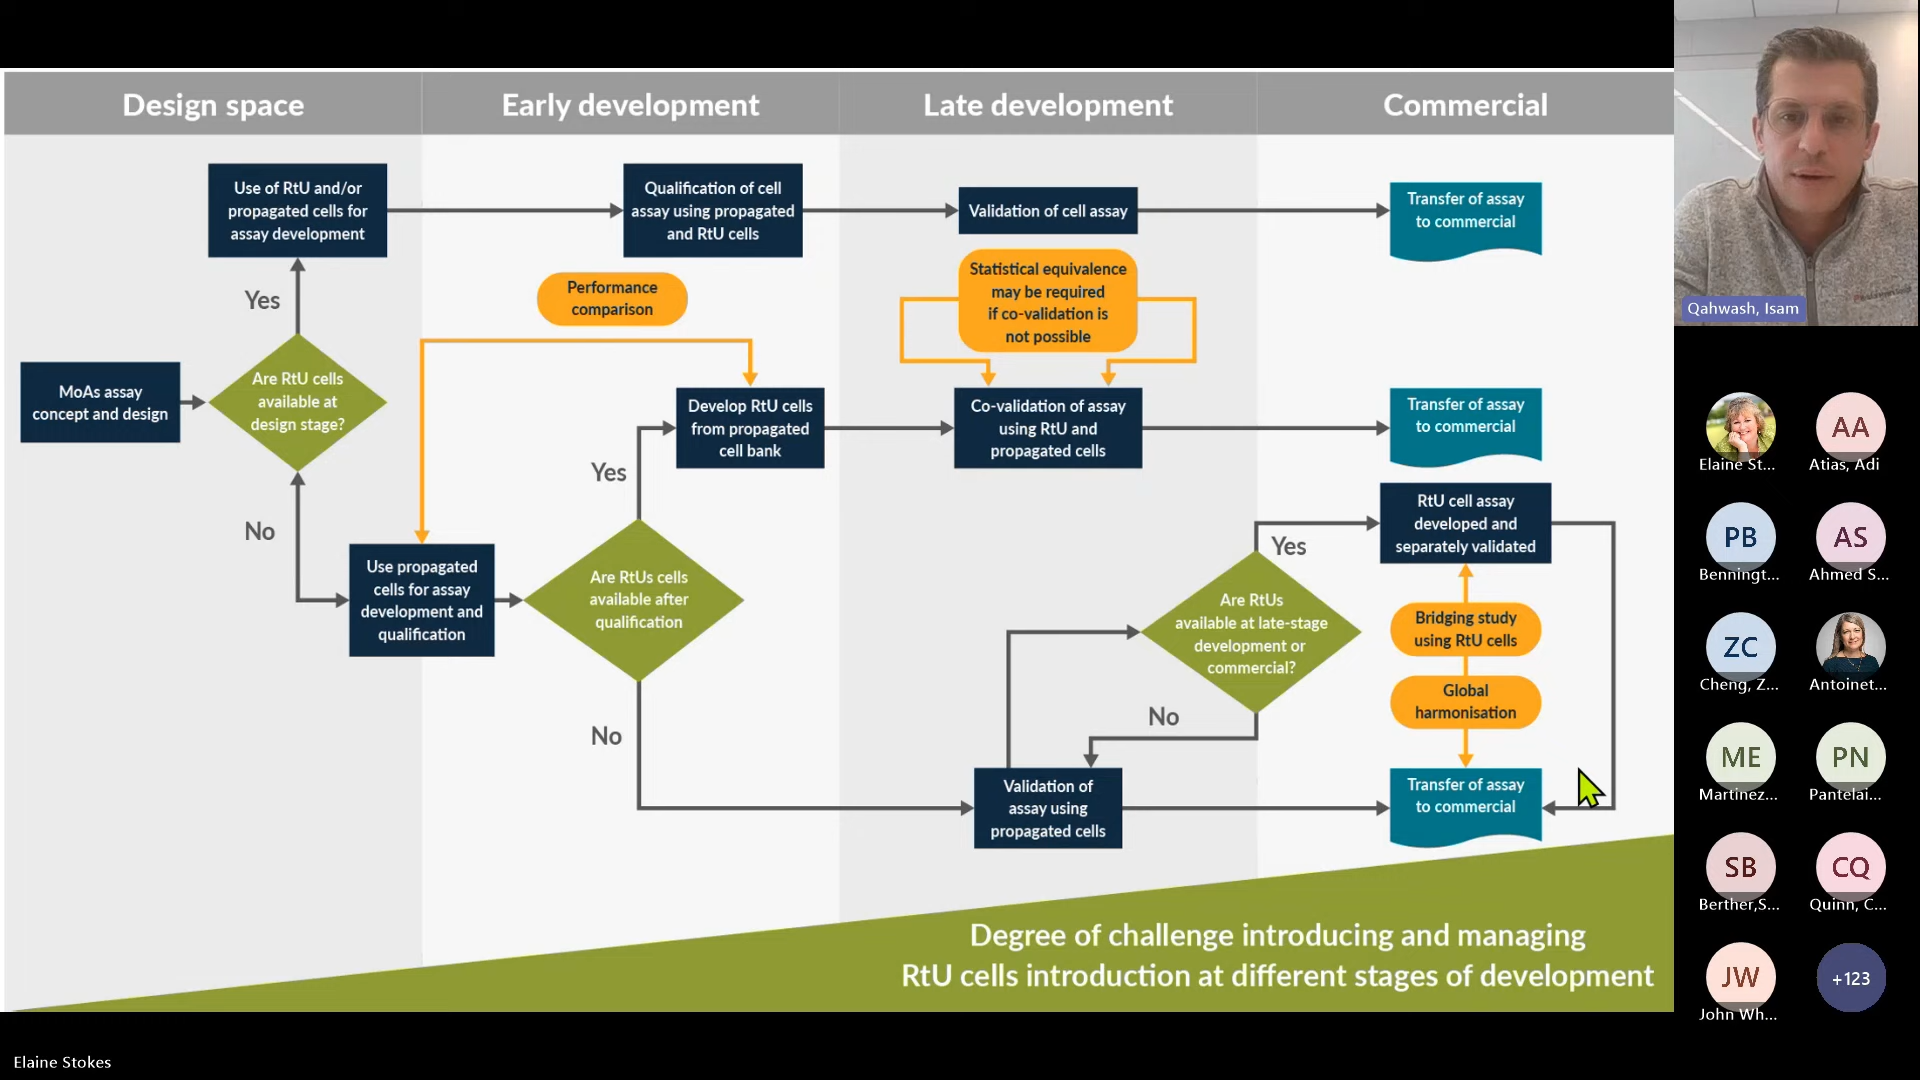 Design space
Early development
Late development
Commercial
Use of RtU and/or
propagated cells for
assay development
Qualification of cell
assay using propagated
and RtU cells
Validation of cell assay
Transfer of assay
to commercial
Yes
Performance
comparison
Statistical equivalence
may be required
if co-validation is
not possible
MoAs assay
concept and design
Are RtU cells
available at
design stage?
Develop RtU cells
from propagated
cell bank
Co-validation of assay
using RtU and
propagated cells
Transfer of assay
to commercial
Yes
No
Use propagated
cells for assay
development and
qualification
Are RtUs cells
available after
qualification
RtU cell assay
developed and
separately validated
Yes
Are RtUs
available at late-stage
development or
commercial?
Bridging study
using RtU cells
Global
harmonisation
No
No
Validation of
assay using
propagated cells
Transfer of assay
to commercial
Degree of challenge introducing and managing
RtU cells introduction at different stages of development
Qahwash, Isam
Elaine St...
AA
Atias, Adi
PB
Benningt...
AS
Ahmed S...
ZC
Cheng, Z...
Antoinet...
ME
Martinez...
PN
Pantelai...
SB
Berther,S...
CQ
Quinn, C...
JW
John Wh...
+123
Elaine Stokes